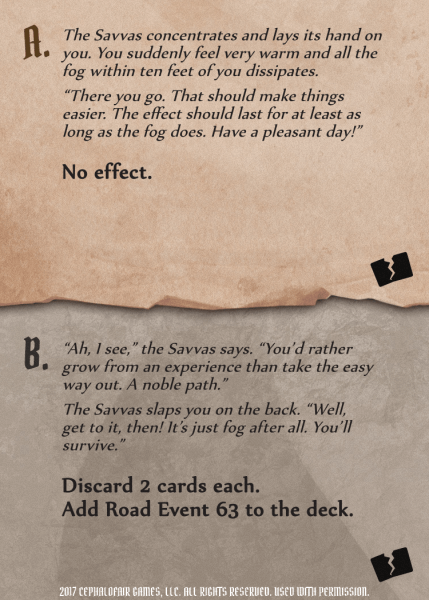 A.
The Savvas concentrates and lays its hand on
you. You suddenly feel very warm and all the
fog within ten feet of you dissipates.
“There you go. That should make things
easier. The effect should last for at least as
long as the fog does. Have a pleasant day!”
No effect.
B.
“Ah, I see,” the Savvas says. “You’d rather
grow from an experience than take the easy
way out. A noble path.”
The Savvas slaps you on the back. “Well,
get to it, then! It’s just fog after all. You’ll
survive.”
Discard 2 cards each.
Add Road Event 63 to the deck.
2017 CEPHALOFAIR GAMES, LLC. ALL RIGHTS RESERVED. USED WITH PERMISSION.